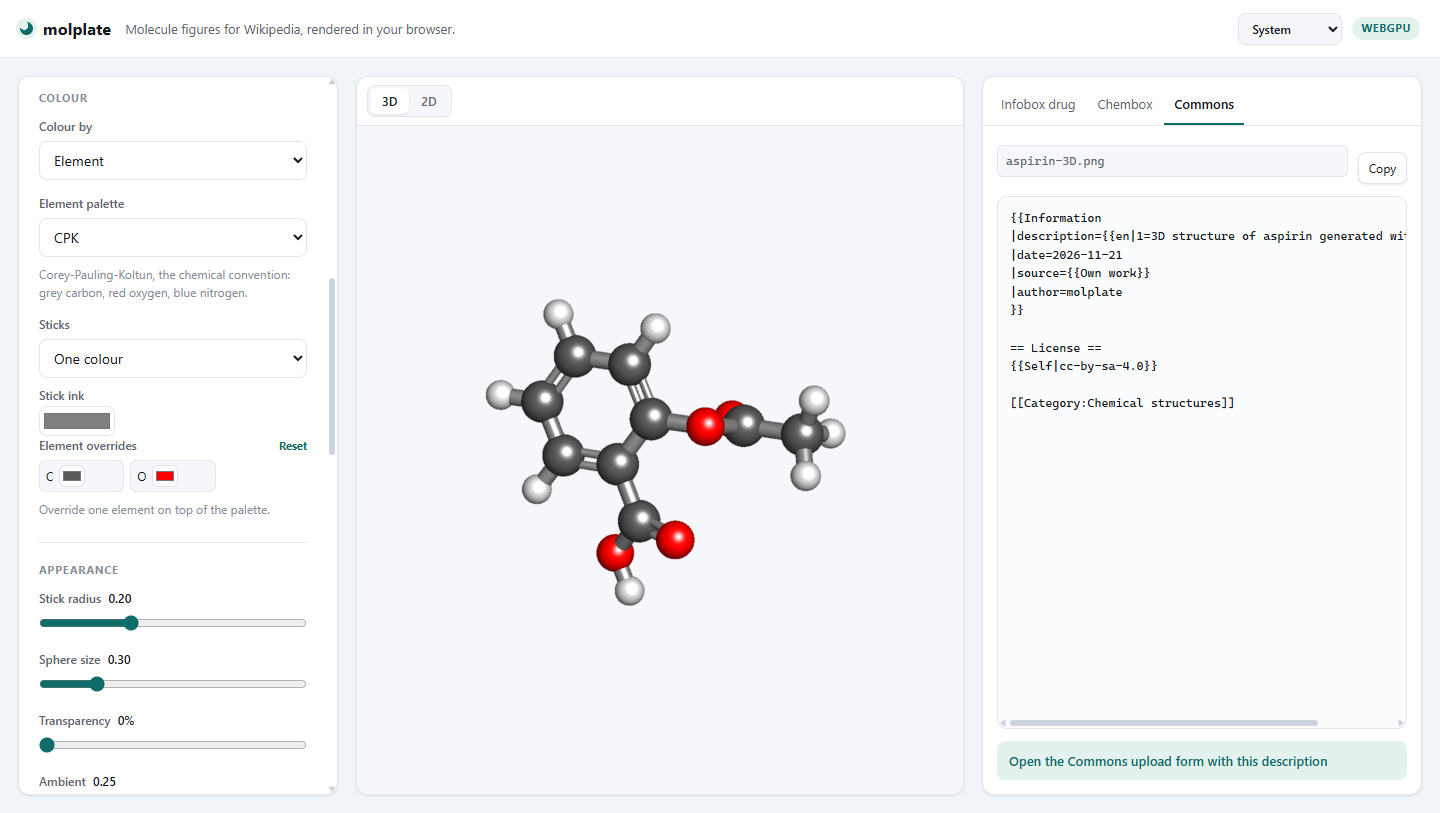 molplate
Molecule figures for Wikipedia, rendered in your browser.
System
WEBGPU
COLOUR
Colour by
Element
Element palette
CPK
Corey-Pauling-Koltun, the chemical convention:
grey carbon, red oxygen, blue nitrogen.
Sticks
One colour
Stick ink
Element overrides
Reset
C
O
Override one element on top of the palette.
APPEARANCE
Stick radius 0.20
Sphere size 0.30
Transparency 0%
Ambient 0.25
3D
2D
Infobox drug
Chembox
Commons
aspirin-3D.png
Copy
{{Information
|description={{en|1=3D structure of aspirin generated
|date=2026-11-21
|source={{Own work}}
|author=molplate
}}
== License ==
{{Self|cc-by-sa-4.0}}
[[Category:Chemical structures]]
Open the Commons upload form with this description